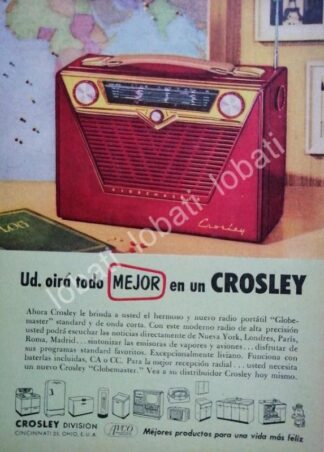 GLOBEMASTER
Crosley
Ud. oirá todo MEJOR en un CROSLEY
Ahora Crosley le brinda a usted el hermoso y nuevo radio portátil "Globe-
master" standard y de onda corta. Con este moderno radio de alta precisión
usted podrá escuchar las noticias directamente de Nueva York, Londres, París,
Roma, Madrid... sintonizar las emisoras de vapores y aviones... disfrutar de
sus programas standard favoritos. Excepcionalmente liviano. Funciona con
baterías incluídas, CA o CC. Para la mejor recepción radial... usted necesita
un nuevo Crosley "Globemaster." Vea a su distribuidor Crosley hoy mismo.
CROSLEY DIVISION
CINCINNATI 25, OHIO, E.U.A.
Avco
Mejores productos para una vida más feliz
lobati lobati lobati